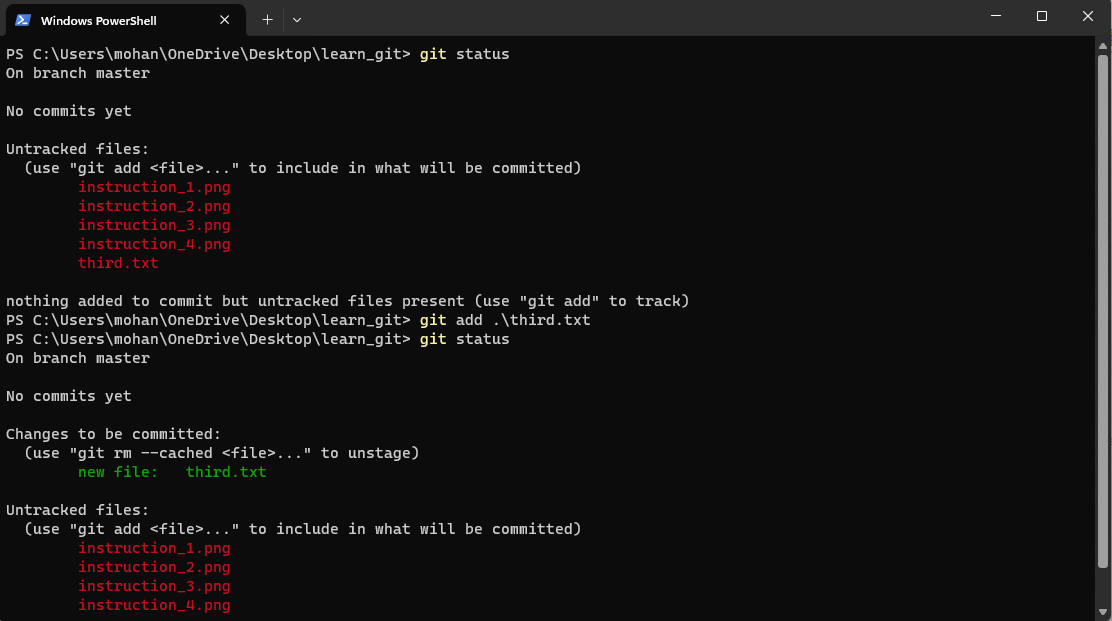 Windows PowerShell
PS C:\Users\mohan\OneDrive\Desktop\learn_git> git status
On branch master
No commits yet
Untracked files:
(use "git add <file>..." to include in what will be committed)
instruction_1.png
instruction_2.png
instruction_3.png
instruction_4.png
third.txt
nothing added to commit but untracked files present (use "git add" to track)
PS C:\Users\mohan\OneDrive\Desktop\learn_git> git add .\third.txt
PS C:\Users\mohan\OneDrive\Desktop\learn_git> git status
On branch master
No commits yet
Changes to be committed:
(use "git rm --cached <file>..." to unstage)
new file:   third.txt
Untracked files:
(use "git add <file>..." to include in what will be committed)
instruction_1.png
instruction_2.png
instruction_3.png
instruction_4.png